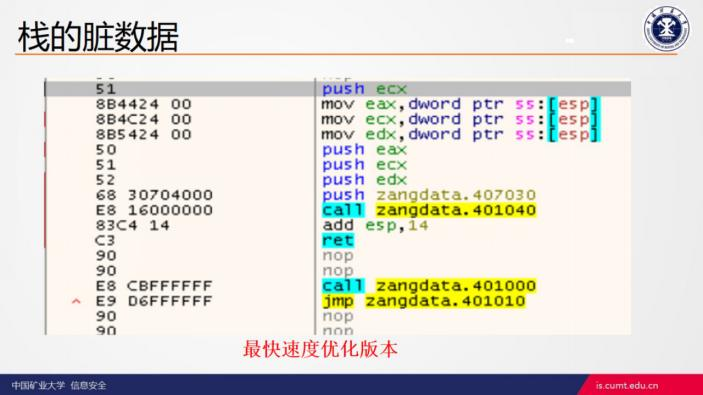 栈的脏数据
51 push ecx
8B4424 00 mov eax,dword ptr ss:[esp]
8B4C24 00 mov ecx,dword ptr ss:[esp]
8B5424 00 mov edx,dword ptr ss:[esp]
50 push eax
51 push ecx
52 push edx
68 30704000 push zangdata.407030
E8 16000000 call zangdata.401040
83C4 14 add esp,14
C3 ret
90 nop
90 nop
E8 CBFFFFFF call zangdata.401000
E9 D6FFFFFF jmp zangdata.401010
90 nop
90 nop
最快速度优化版本
中国矿业大学 信息安全
is.cumt.edu.cn